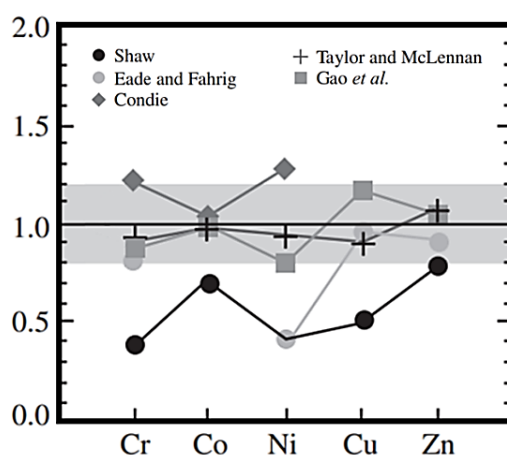 2.0
Shaw
Taylor and McLennan
Eade and Fahrig
Gao et al.
Condie
1.5
1.0
0.5
0.0
Cr Co Ni Cu Zn